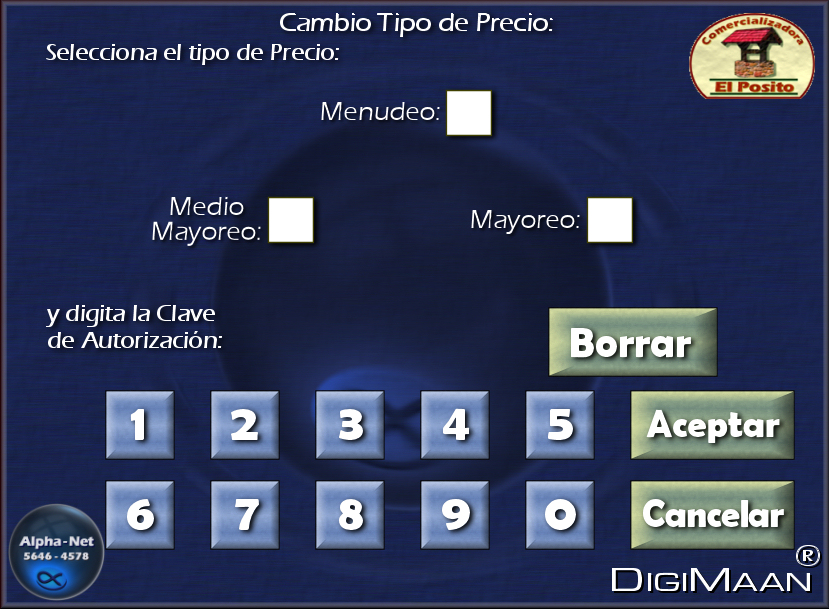 Cambio Tipo de Precio:
Selecciona el tipo de Precio:
Comercializadora
El Posito
Menudeo:
Medio
Mayoreo:
Mayoreo:
y digita la Clave
de Autorización:
Borrar
1 2 3 4 5 Aceptar
6 7 8 9 0 Cancelar
Alpha-Net
5646 - 4578
DIGIMAAN®